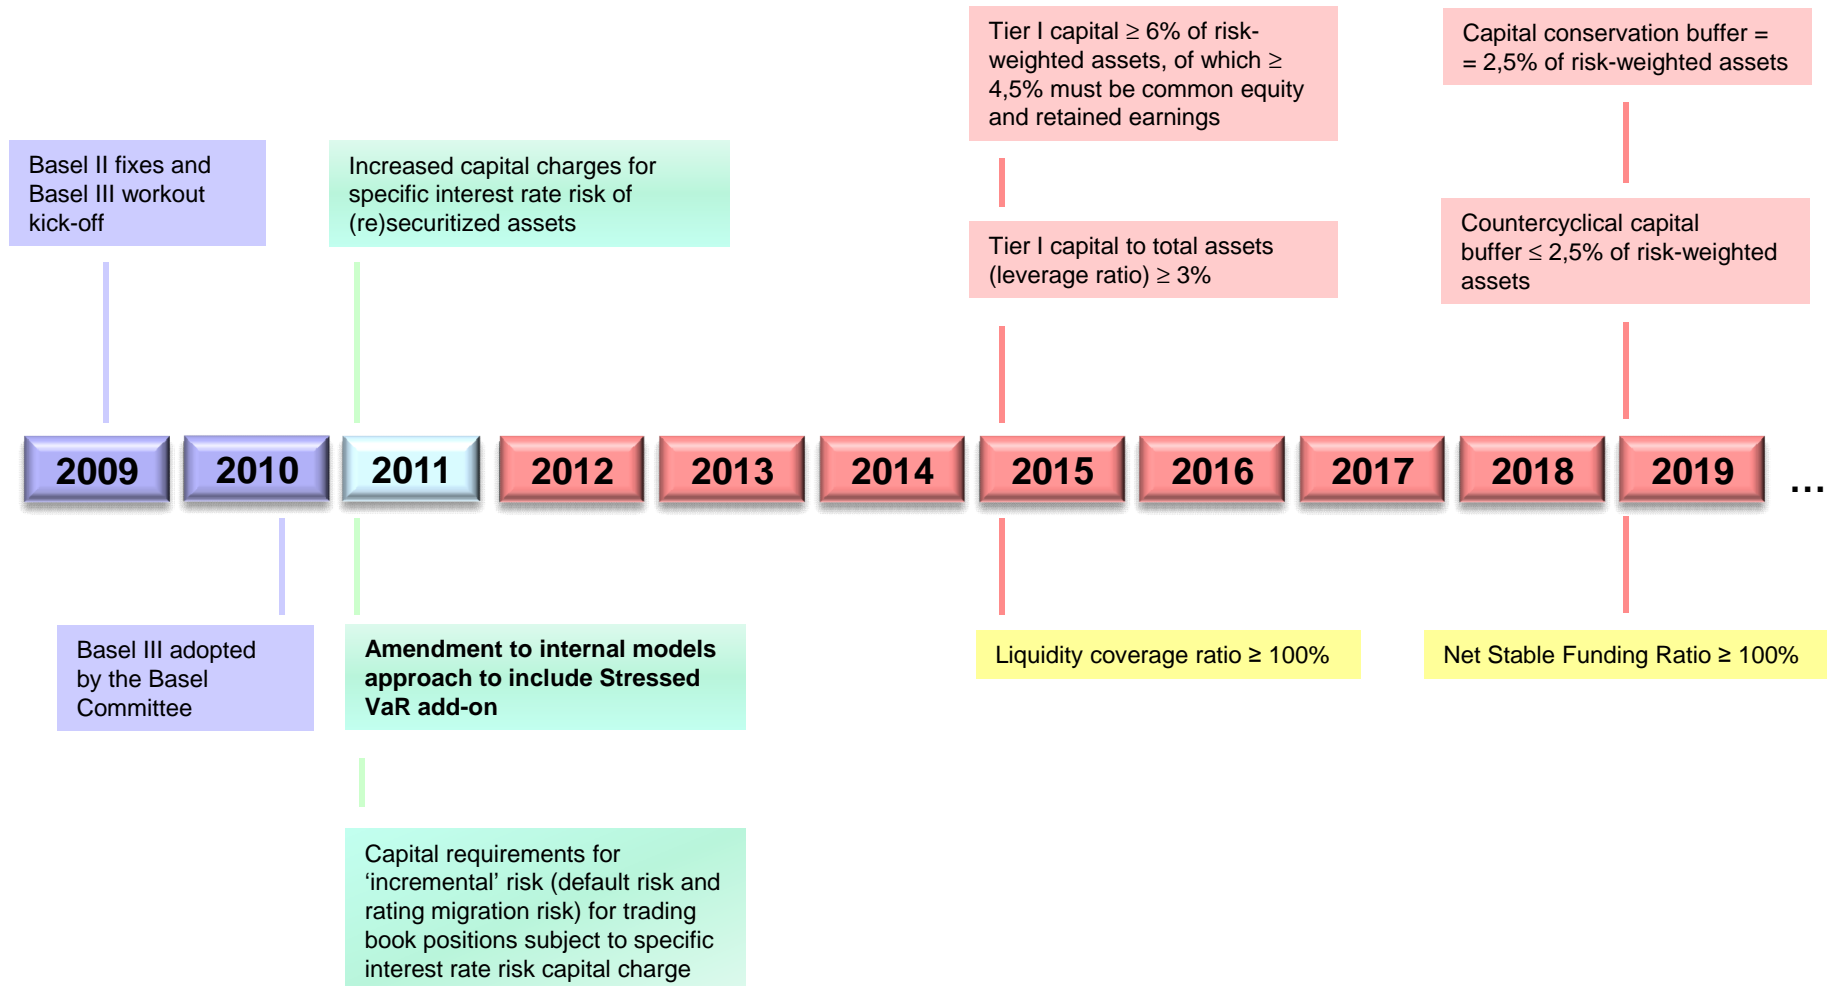 Tier I capital ≥ 6% of risk-
weighted assets, of which ≥
4,5% must be common equity
and retained earnings
Capital conservation buffer =
= 2,5% of risk-weighted assets
Basel II fixes and
Basel III workout
kick-off
Increased capital charges for
specific interest rate risk of
(re)securitized assets
Tier I capital to total assets
(leverage ratio) ≥ 3%
Countercyclical capital
buffer ≤ 2,5% of risk-weighted
assets
2009 2010 2011 2012 2013 2014 2015 2016 2017 2018 2019 ...
Basel III adopted
by the Basel
Committee
Amendment to internal models
approach to include Stressed
VaR add-on
Liquidity coverage ratio ≥ 100%
Net Stable Funding Ratio ≥ 100%
Capital requirements for
‘incremental’ risk (default risk and
rating migration risk) for trading
book positions subject to specific
interest rate risk capital charge